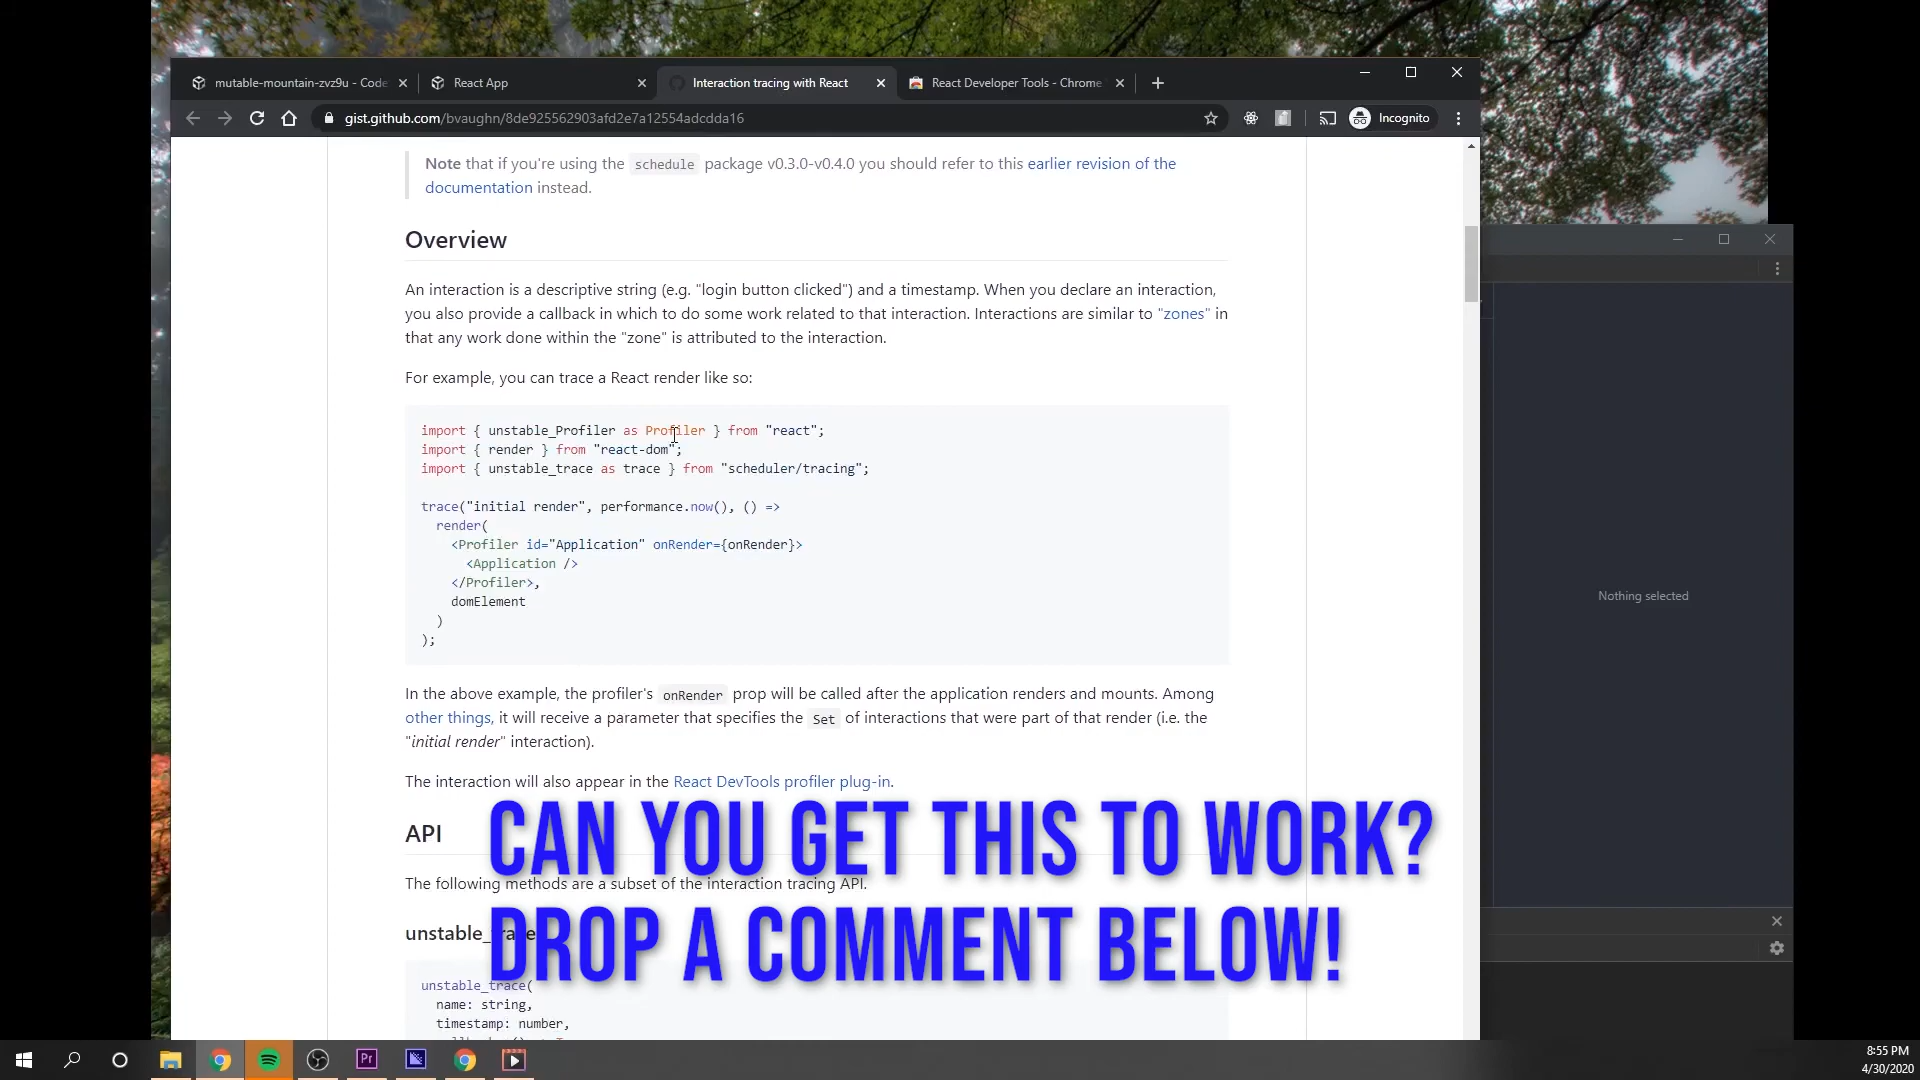 mutable-mountain-zvz9u - Code
React App
Interaction tracing with React
React Developer Tools - Chrome
gist.github.com/bvaughn/8de925562903afd2e7a12554adcdda16
Incognito
Note that if you're using the schedule package v0.3.0-v0.4.0 you should refer to this earlier revision of the
documentation instead.
Overview
An interaction is a descriptive string (e.g. "login button clicked") and a timestamp. When you declare an interaction,
you also provide a callback in which to do some work related to that interaction. Interactions are similar to "zones" in
that any work done within the "zone" is attributed to the interaction.
For example, you can trace a React render like so:
import { unstable_Profiler as Profiler } from "react";
import { render } from "react-dom";
import { unstable_trace as trace } from "scheduler/tracing";
trace("initial render", performance.now(), () =>
render(
<Profiler id="Application" onRender={onRender}>
<Application />
</Profiler>,
domElement
)
);
Nothing selected
In the above example, the profiler's onRender prop will be called after the application renders and mounts. Among
other things, it will receive a parameter that specifies the Set of interactions that were part of that render (i.e. the
"initial render" interaction).
The interaction will also appear in the React DevTools profiler plug-in.
API
CAN YOU GET THIS TO WORK?
The following methods are a subset of the interaction tracing API.
unstable_trace
DROP A COMMENT BELOW!
unstable_trace(
name: string,
timestamp: number,
Pr
8:55 PM
4/30/2020